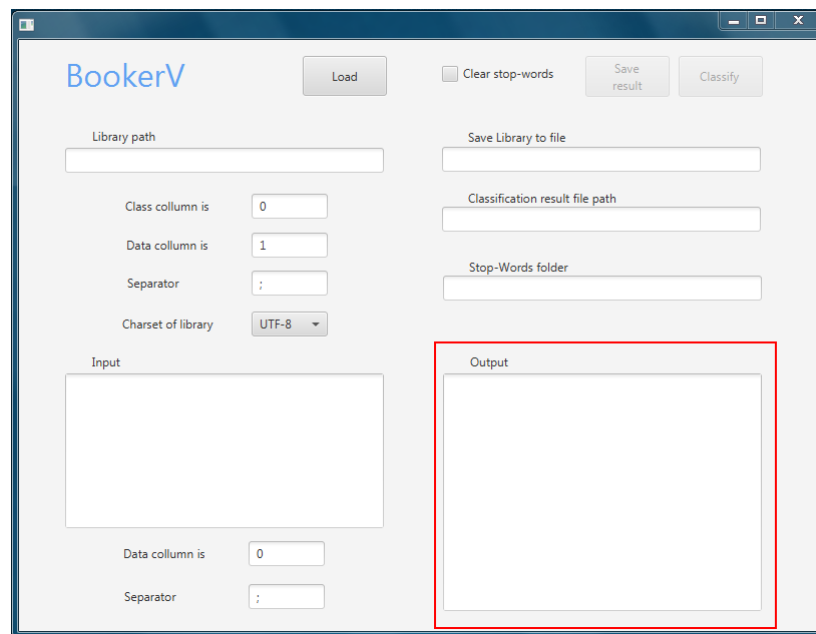 BookerV
Load
Clear stop-words
Save
result
Classify
Library path
Save Library to file
Class collumn is
0
Classification result file path
Data collumn is
1
Stop-Words folder
Separator
;
Charset of library
UTF-8
Input
Output
Data collumn is
0
Separator
;